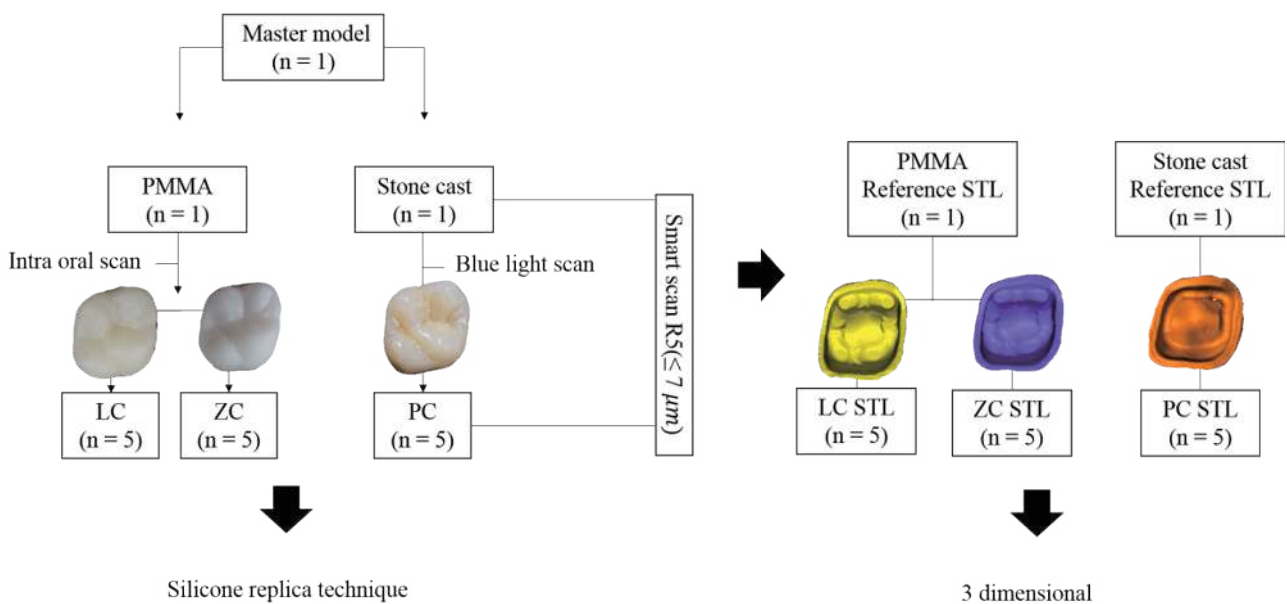 Master model
(n = 1)
PMMA
(n = 1)
Stone cast
(n = 1)
Intra oral scan
Blue light scan
LC
(n = 5)
ZC
(n = 5)
PC
(n = 5)
Smart scan R5(≤ 7 μm)
PMMA
Reference STL
(n = 1)
Stone cast
Reference STL
(n = 1)
LC STL
(n = 5)
ZC STL
(n = 5)
PC STL
(n = 5)
Silicone replica technique
3 dimensional